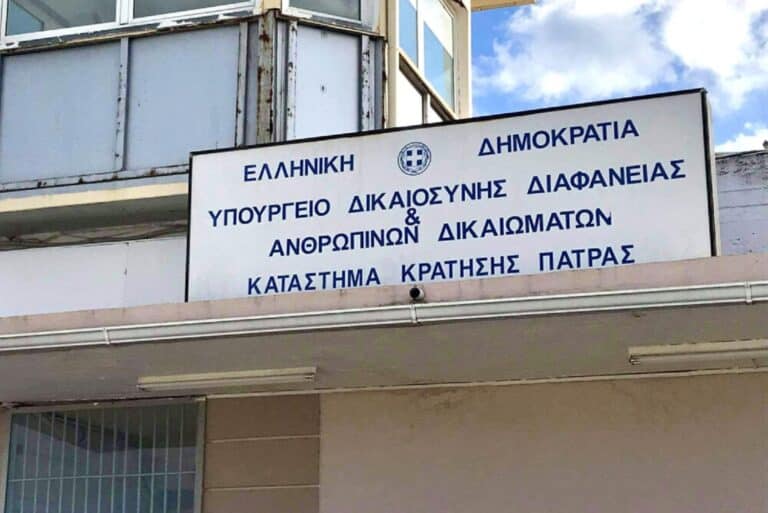 ΕΛΛΗΝΙΚΗ ΔΗΜΟΚΡΑΤΙΑ
ΥΠΟΥΡΓΕΙΟ ΔΙΚΑΙΟΣΥΝΗΣ ΔΙΑΦΑΝΕΙΑΣ
&
ΑΝΘΡΩΠΙΝΩΝ ΔΙΚΑΙΩΜΑΤΩΝ
ΚΑΤΑΣΤΗΜΑ ΚΡΑΤΗΣΗΣ ΠΑΤΡΑΣ